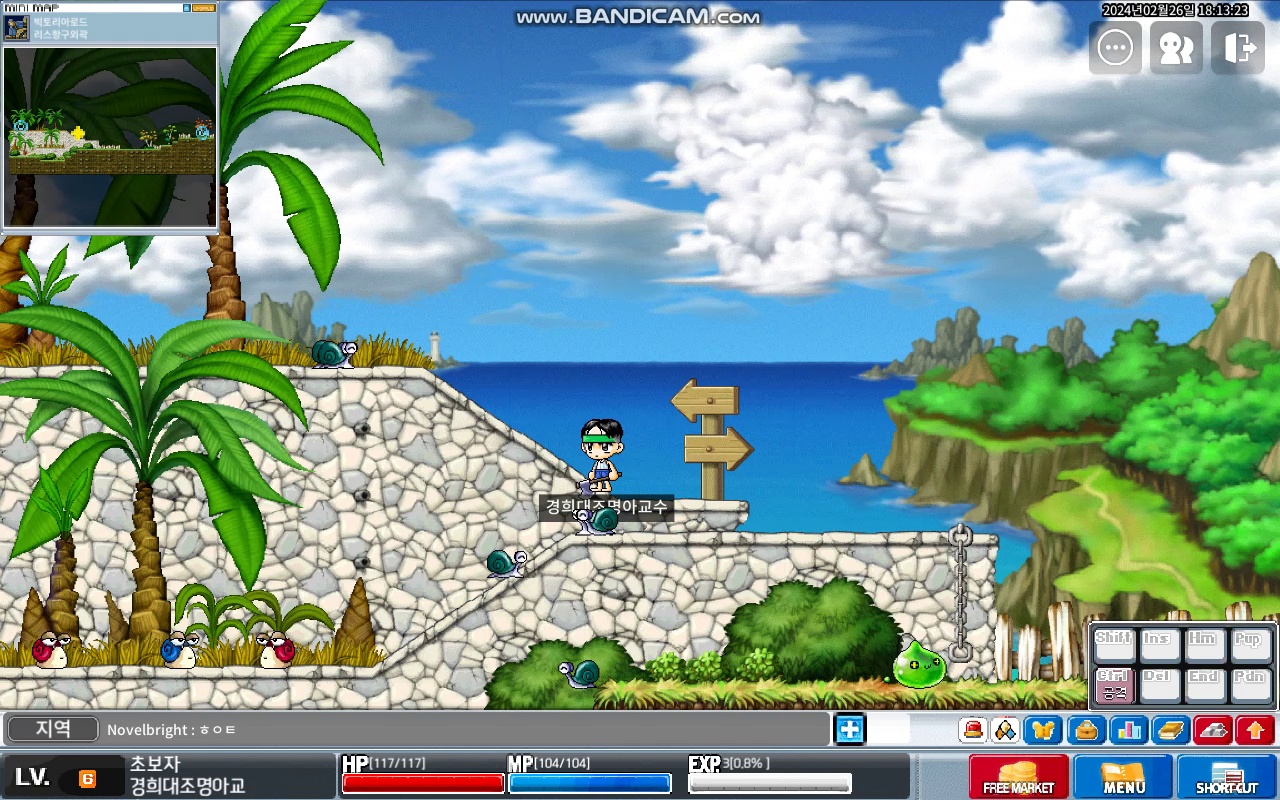 MINI MAP
www.BANDICAM.com
2024년02월26일 18:13:23
빅토리아로드
리스항구외곽
경희대조명아교수
Shift Ins Hm Pup
Ctrl Del End Pdn
공격
지역 Novelbright : ㅎㅇㅌ
LV. 6
초보자
경희대조명아교
HP[117/117] MP[104/104] EXP 3[0.8% ]
FREE MARKET MENU SHORT CUT